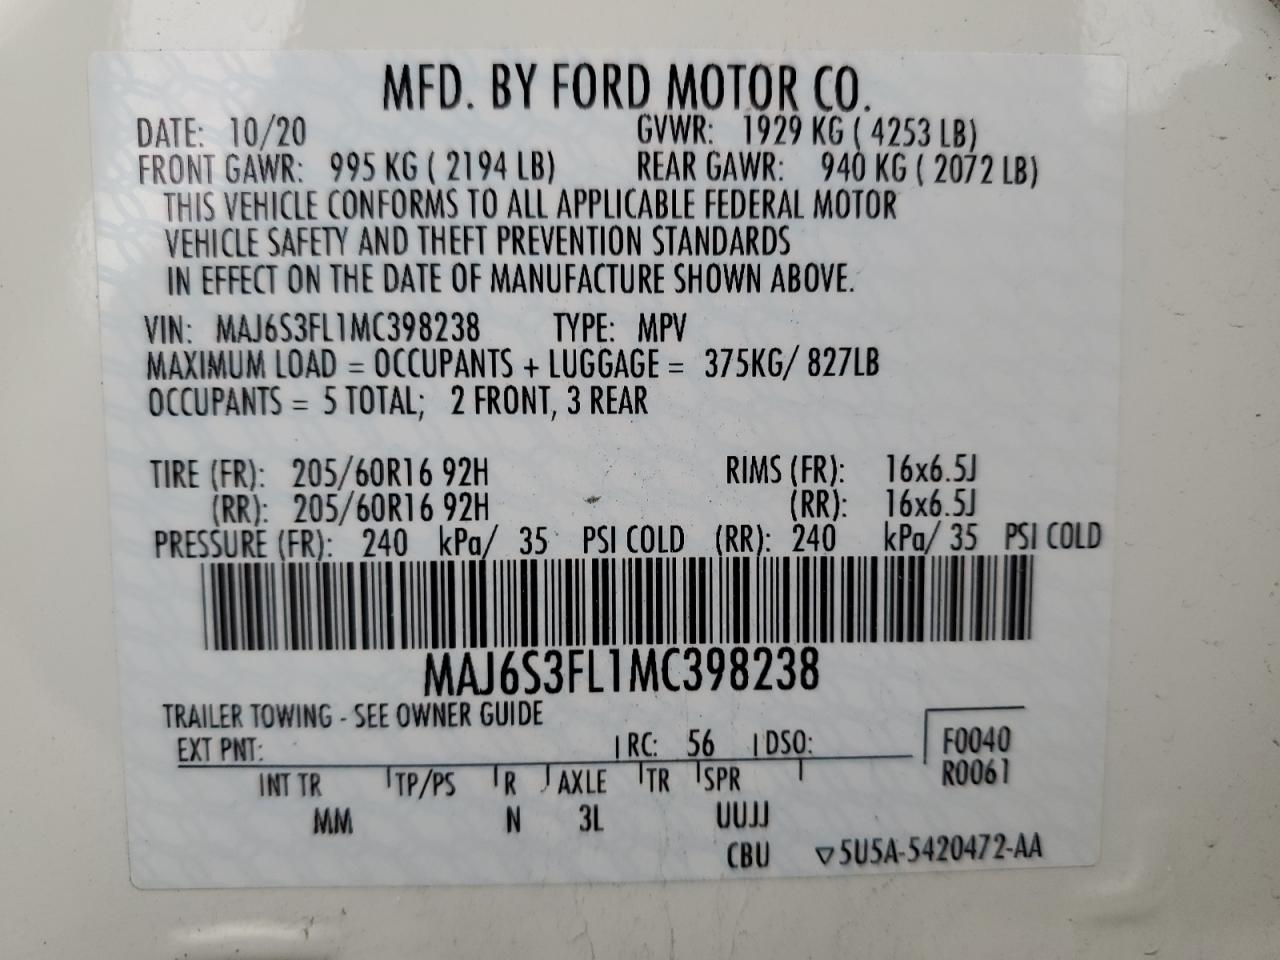 MFD. BY FORD MOTOR CO.
DATE: 10/20 GVWR: 1929 KG ( 4253 LB)
FRONT GAWR: 995 KG ( 2194 LB) REAR GAWR: 940 KG ( 2072 LB)
THIS VEHICLE CONFORMS TO ALL APPLICABLE FEDERAL MOTOR
VEHICLE SAFETY AND THEFT PREVENTION STANDARDS
IN EFFECT ON THE DATE OF MANUFACTURE SHOWN ABOVE.
VIN: MAJ6S3FL1MC398238 TYPE: MPV
MAXIMUM LOAD = OCCUPANTS + LUGGAGE = 375KG/ 827LB
OCCUPANTS = 5 TOTAL; 2 FRONT, 3 REAR
TIRE (FR): 205/60R16 92H RIMS (FR): 16x6.5J
(RR): 205/60R16 92H (RR): 16x6.5J
PRESSURE (FR): 240 kPa/ 35 PSI COLD (RR): 240 kPa/ 35 PSI COLD
MAJ6S3FL1MC398238
TRAILER TOWING - SEE OWNER GUIDE
EXT PNT: RC: 56 DSO: F0040
INT TR TP/PS R AXLE TR SPR R0061
MM N 3L UUJJ
CBU ▽5U5A-5420472-AA